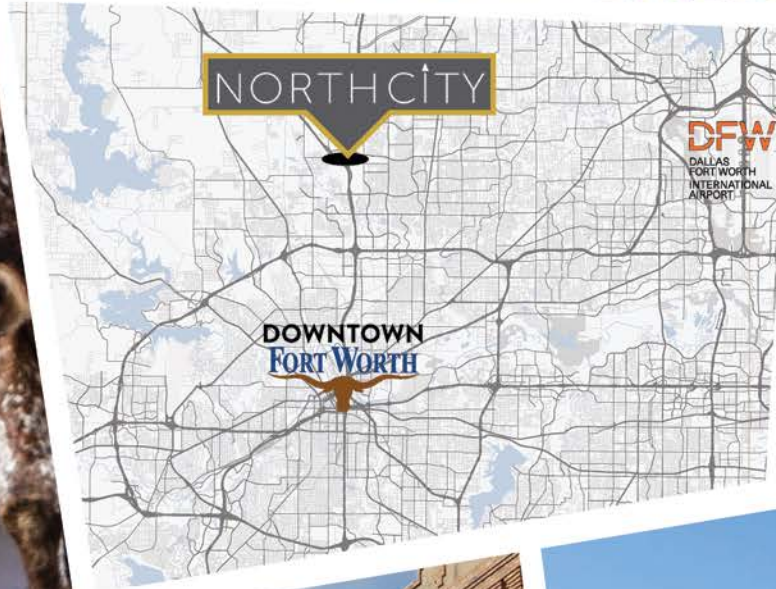 NORTHCITY
DFW
DALLAS
FORT WORTH
INTERNATIONAL
AIRPORT
DOWNTOWN
FORT WORTH